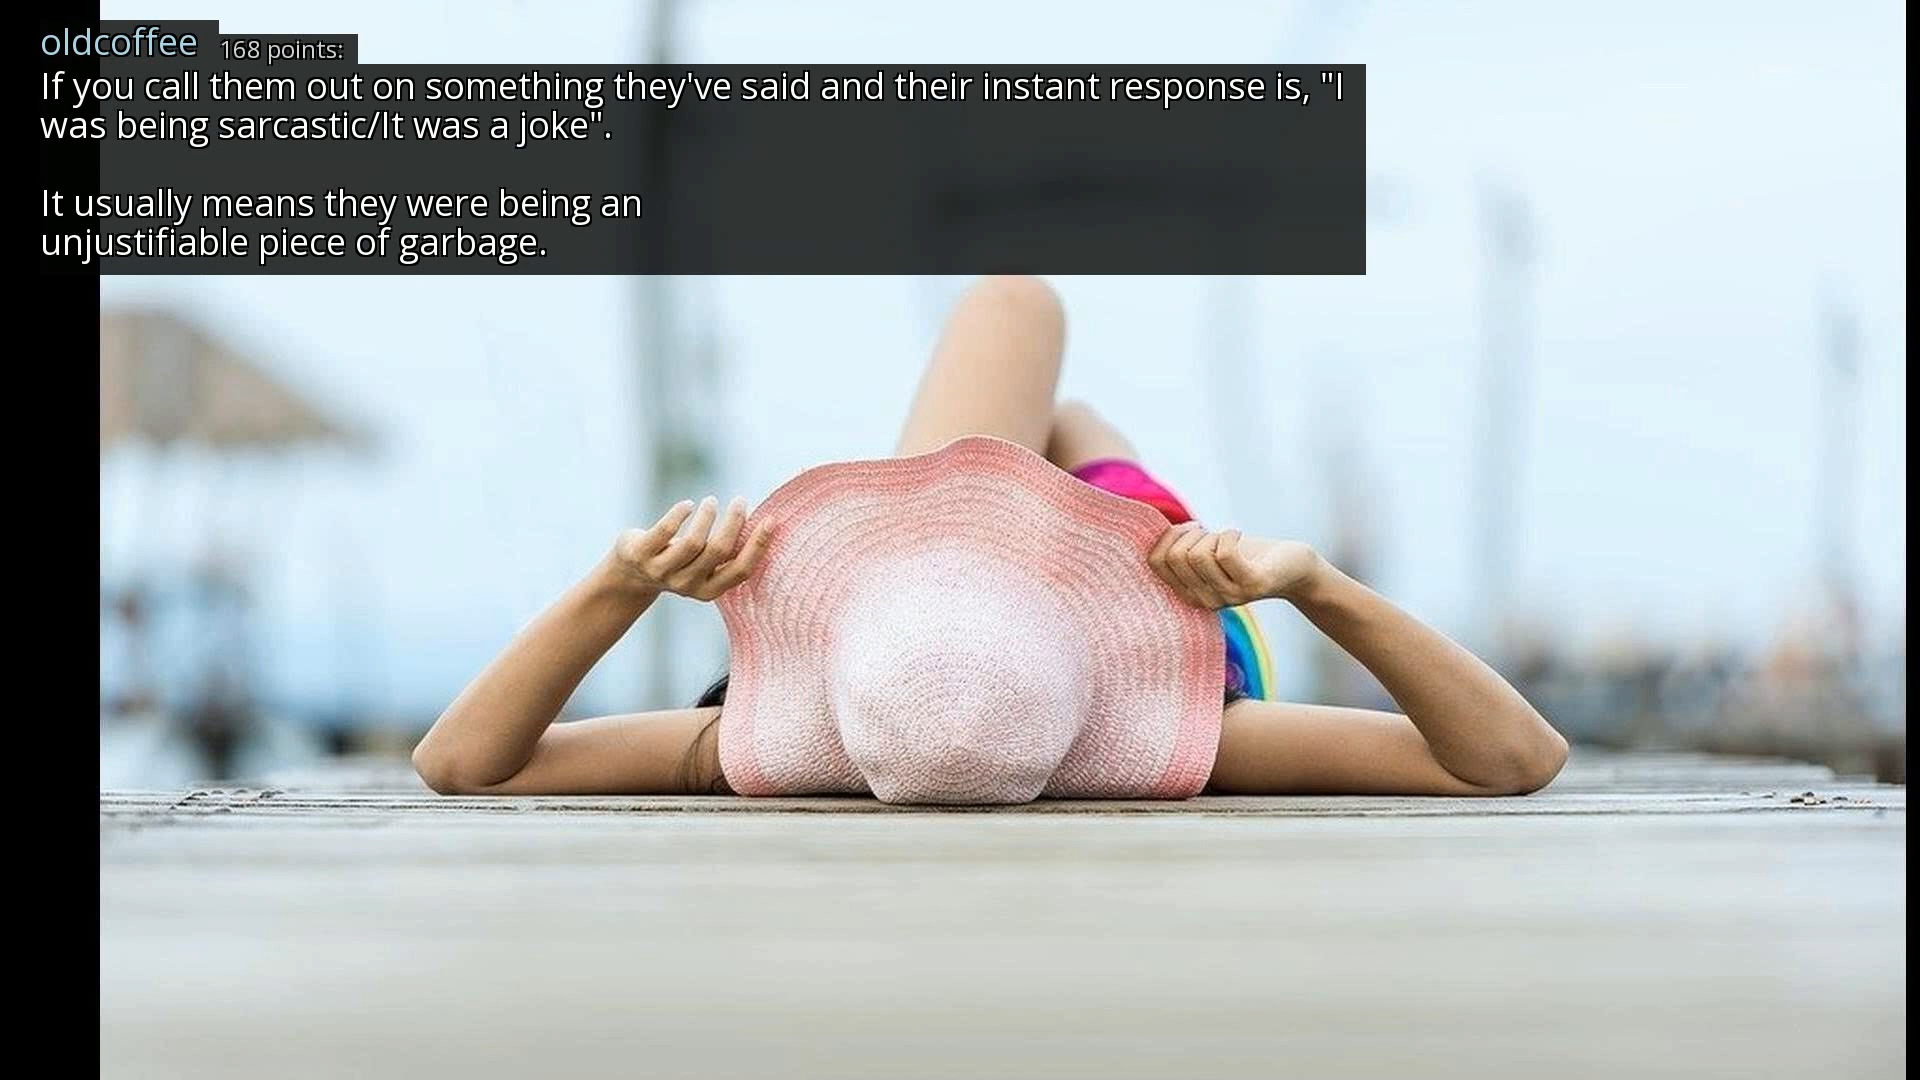 oldcoffee 168 points:
If you call them out on something they've said and their instant response is, "I
was being sarcastic/It was a joke".
It usually means they were being an
unjustifiable piece of garbage.